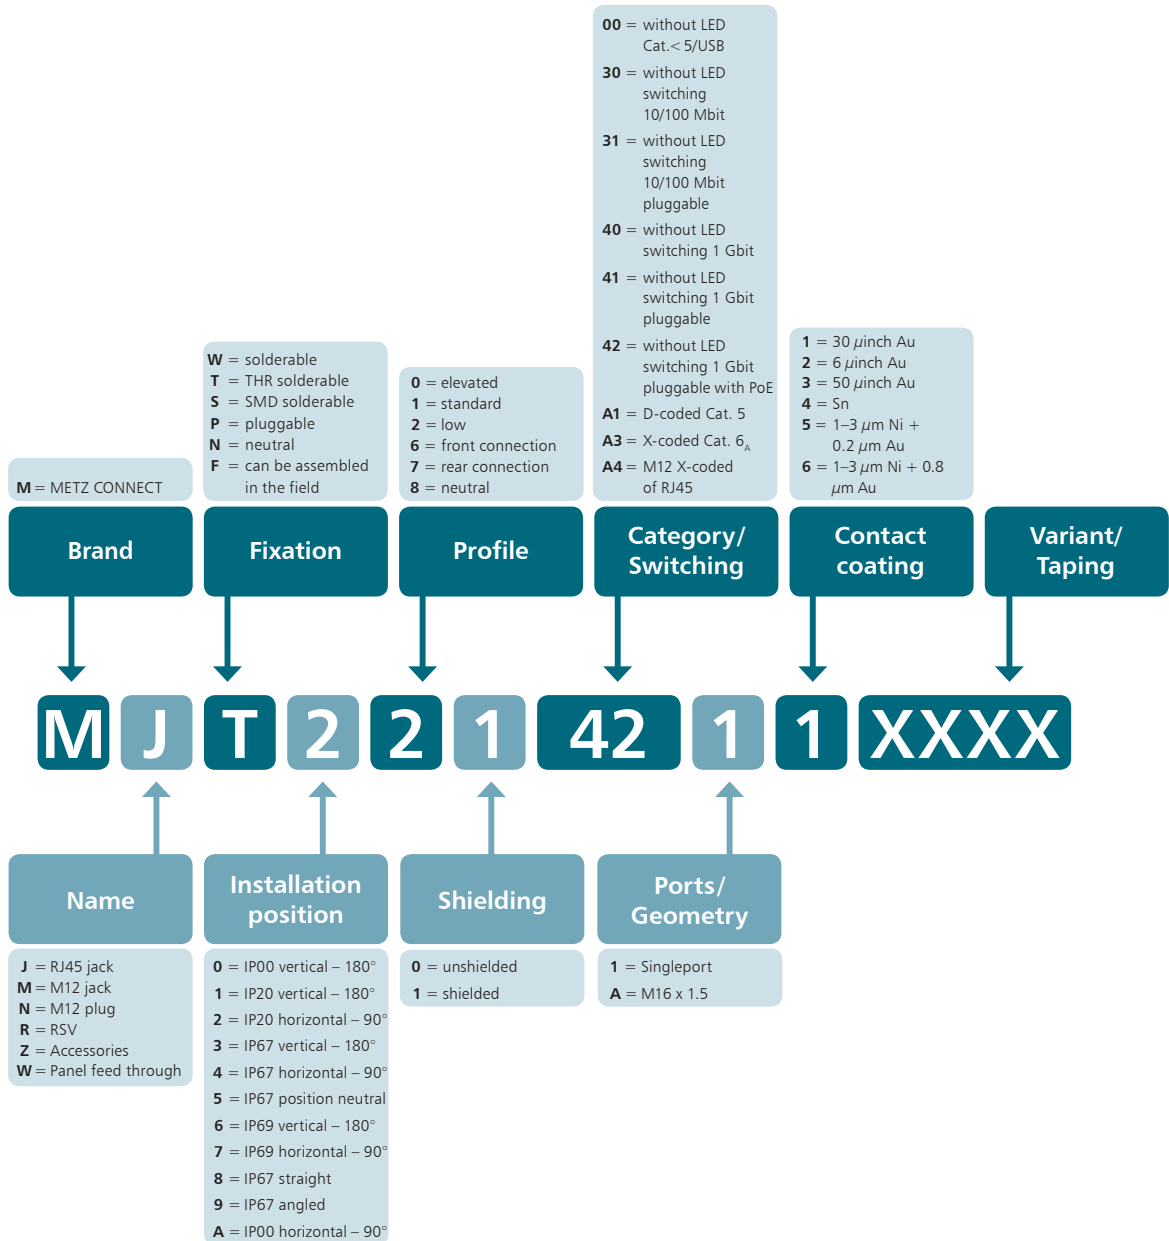 00 = without LED
Cat.< 5/USB
30 = without LED
switching
10/100 Mbit
31 = without LED
switching
10/100 Mbit
pluggable
40 = without LED
switching 1 Gbit
41 = without LED
switching 1 Gbit
pluggable
42 = without LED
switching 1 Gbit
pluggable with PoE
A1 = D-coded Cat. 5
A3 = X-coded Cat. 6A
A4 = M12 X-coded
of RJ45
M = METZ CONNECT
W = solderable
T = THR solderable
S = SMD solderable
P = pluggable
N = neutral
F = can be assembled
in the field
0 = elevated
1 = standard
2 = low
6 = front connection
7 = rear connection
8 = neutral
1 = 30 µinch Au
2 = 6 µinch Au
3 = 50 µinch Au
4 = Sn
5 = 1–3 µm Ni +
0.2 µm Au
6 = 1–3 µm Ni + 0.8
µm Au
Brand
Fixation
Profile
Category/
Switching
Contact
coating
Variant/
Taping
M J T 2 2 1 42 1 1 XXXX
Name
Installation
position
Shielding
Ports/
Geometry
J = RJ45 jack
M = M12 jack
N = M12 plug
R = RSV
Z = Accessories
W = Panel feed through
0 = IP00 vertical – 180°
1 = IP20 vertical – 180°
2 = IP20 horizontal – 90°
3 = IP67 vertical – 180°
4 = IP67 horizontal – 90°
5 = IP67 position neutral
6 = IP69 vertical – 180°
7 = IP69 horizontal – 90°
8 = IP67 straight
9 = IP67 angled
A = IP00 horizontal – 90°
0 = unshielded
1 = shielded
1 = Singleport
A = M16 x 1.5